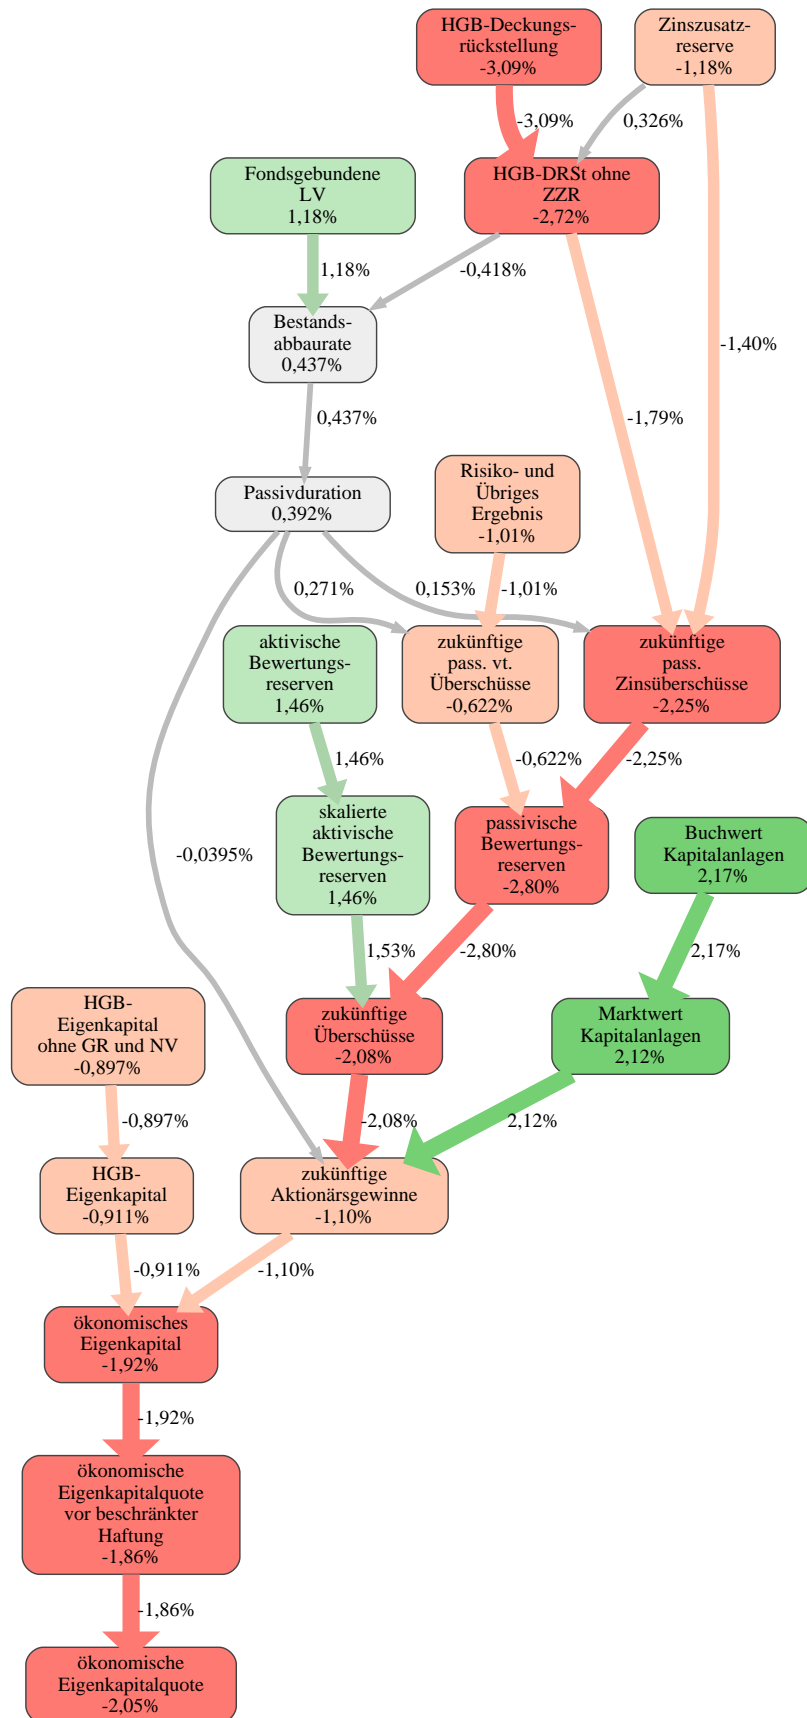 HGB-Deckungs-
rückstellung
-3,09%
Zinszusatz-
reserve
-1,18%
-3,09%
0,326%
Fondsgebundene
LV
1,18%
HGB-DRSt ohne
ZZR
-2,72%
1,18%
-0,418%
Bestands-
abbaurate
0,437%
-1,40%
0,437%
-1,79%
Passivduration
0,392%
Risiko- und
Übriges
Ergebnis
-1,01%
0,271%
0,153%
-1,01%
aktivische
Bewertungs-
reserven
1,46%
zukünftige
pass. vt.
Überschüsse
-0,622%
zukünftige
pass.
Zinsüberschüsse
-2,25%
1,46%
-0,622%
-2,25%
skalierte
aktivische
Bewertungs-
reserven
1,46%
passivische
Bewertungs-
reserven
-2,80%
Buchwert
Kapitalanlagen
2,17%
-0,0395%
1,53%
-2,80%
2,17%
HGB-
Eigenkapital
ohne GR und NV
-0,897%
zukünftige
Überschüsse
-2,08%
Marktwert
Kapitalanlagen
2,12%
-0,897%
-2,08%
2,12%
HGB-
Eigenkapital
-0,911%
zukünftige
Aktionärsgewinne
-1,10%
-0,911%
-1,10%
ökonomisches
Eigenkapital
-1,92%
-1,92%
ökonomische
Eigenkapitalquote
vor beschränkter
Haftung
-1,86%
-1,86%
ökonomische
Eigenkapitalquote
-2,05%